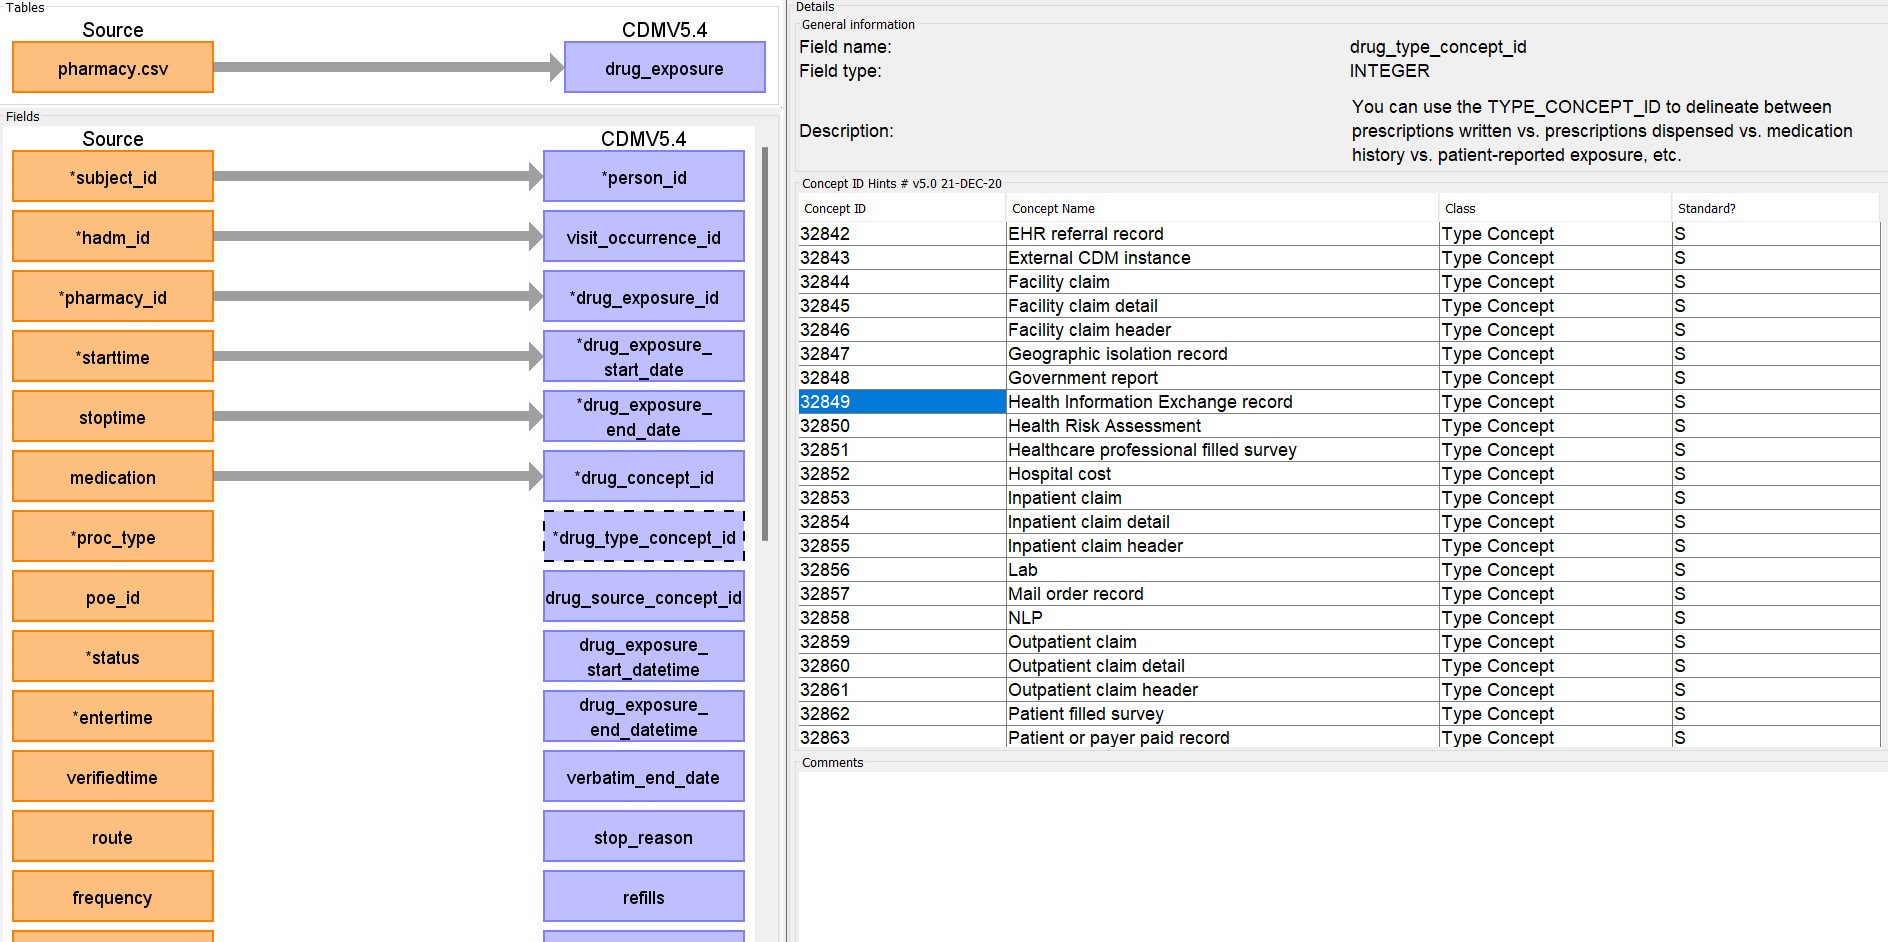 Tables
Source
CDMV5.4
pharmacy.csv
drug_exposure
Fields
Source
CDMV5.4
*subject_id
*person_id
*hadm_id
visit_occurrence_id
*pharmacy_id
*drug_exposure_id
*starttime
*drug_exposure_
start_date
stoptime
*drug_exposure_
end_date
medication
*drug_concept_id
*proc_type
*drug_type_concept_id
poe_id
drug_source_concept_id
*status
drug_exposure_
start_datetime
*entertime
drug_exposure_
end_datetime
verifiedtime
verbatim_end_date
route
stop_reason
frequency
refills
Details
General information
Field name: drug_type_concept_id
Field type: INTEGER
Description:
You can use the TYPE_CONCEPT_ID to delineate between
prescriptions written vs. prescriptions dispensed vs. medication
history vs. patient-reported exposure, etc.
Concept ID Hints # v5.0 21-DEC-20
Concept ID Concept Name Class Standard?
32842 EHR referral record Type Concept S
32843 External CDM instance Type Concept S
32844 Facility claim Type Concept S
32845 Facility claim detail Type Concept S
32846 Facility claim header Type Concept S
32847 Geographic isolation record Type Concept S
32848 Government report Type Concept S
32849 Health Information Exchange record Type Concept S
32850 Health Risk Assessment Type Concept S
32851 Healthcare professional filled survey Type Concept S
32852 Hospital cost Type Concept S
32853 Inpatient claim Type Concept S
32854 Inpatient claim detail Type Concept S
32855 Inpatient claim header Type Concept S
32856 Lab Type Concept S
32857 Mail order record Type Concept S
32858 NLP Type Concept S
32859 Outpatient claim Type Concept S
32860 Outpatient claim detail Type Concept S
32861 Outpatient claim header Type Concept S
32862 Patient filled survey Type Concept S
32863 Patient or payer paid record Type Concept S
Comments